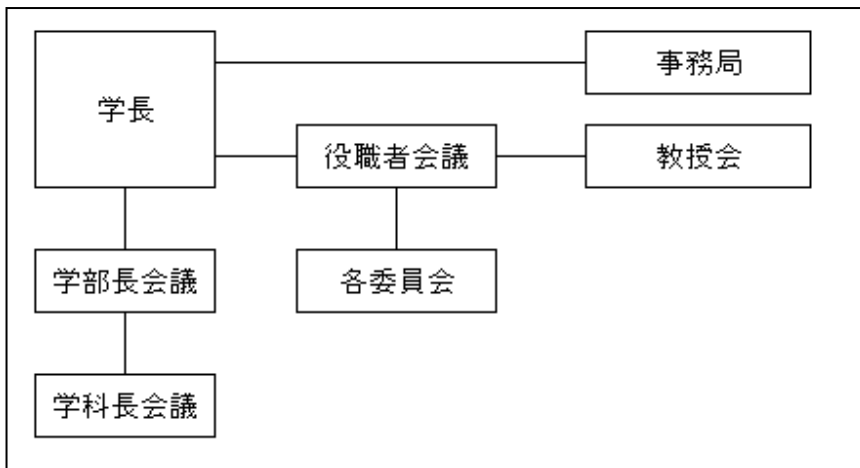 事務局
学長
役職者会議
教授会
学部長会議
各委員会
学科長会議